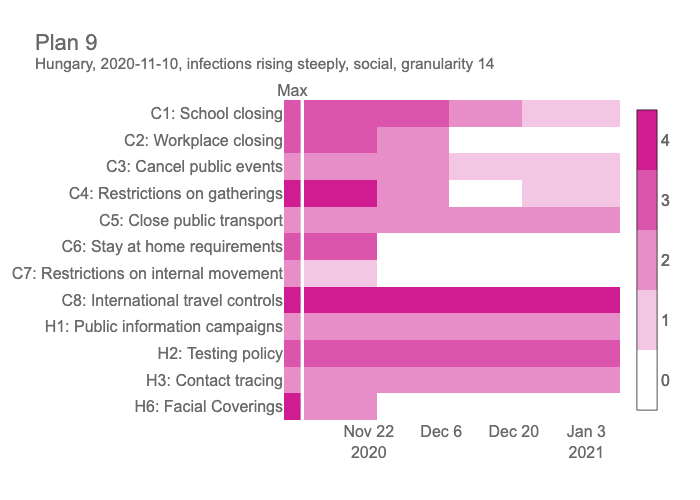 Plan 9
Hungary, 2020-11-10, infections rising steeply, social, granularity 14
Max
C1: School closing
C2: Workplace closing
C3: Cancel public events
C4: Restrictions on gatherings
C5: Close public transport
C6: Stay at home requirements
C7: Restrictions on internal movement
C8: International travel controls
H1: Public information campaigns
H2: Testing policy
H3: Contact tracing
H6: Facial Coverings
4
3
2
1
0
Nov 22 Dec 6 Dec 20 Jan 3
2020 2021